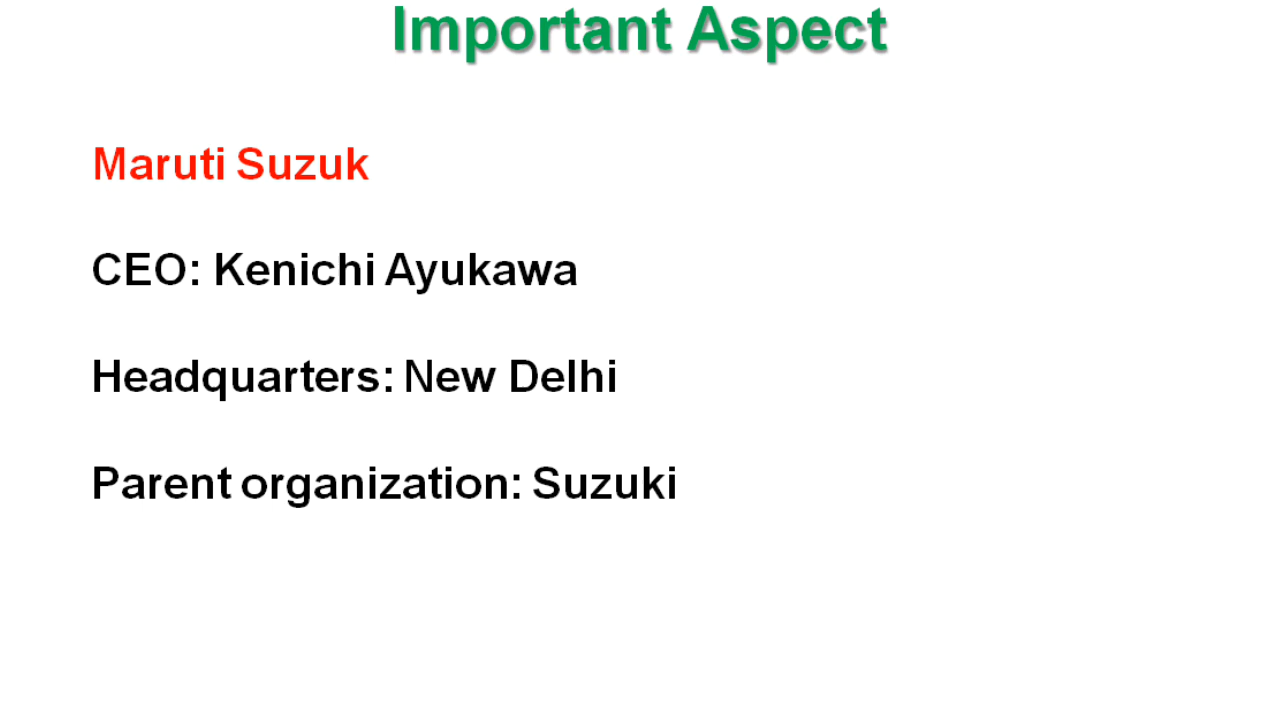 Important Aspect
Maruti Suzuk
CEO: Kenichi Ayukawa
Headquarters: New Delhi
Parent organization: Suzuki